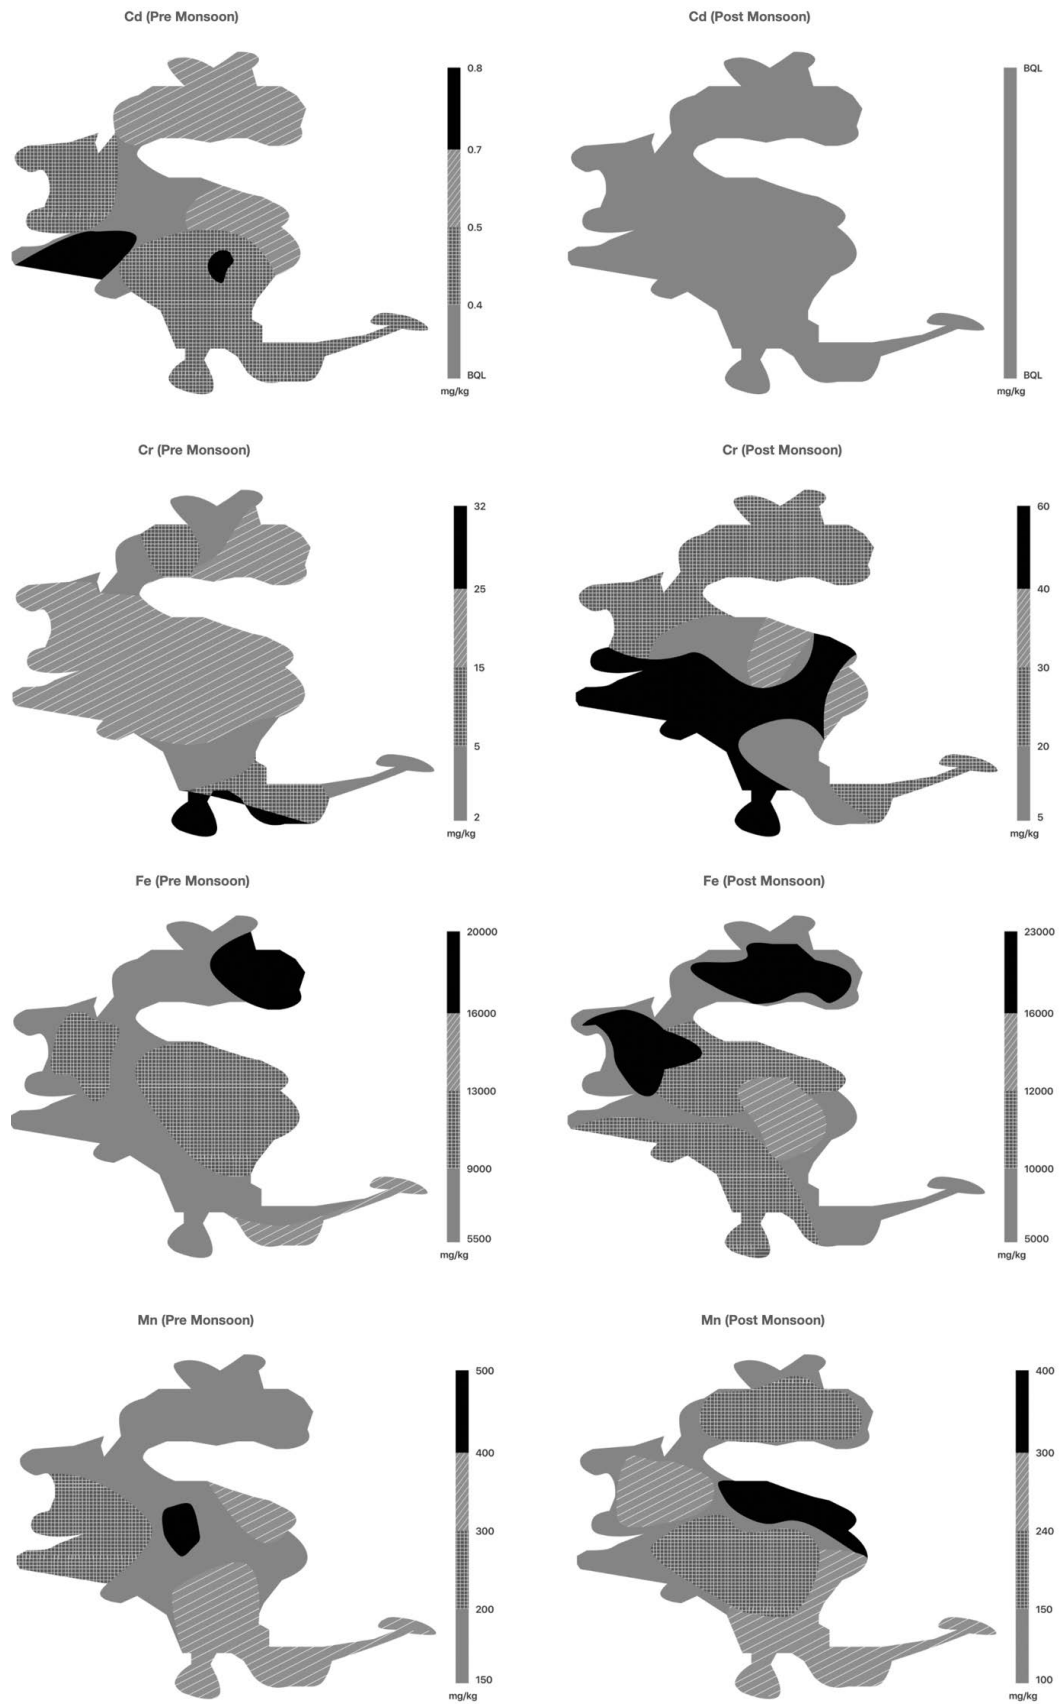 Cd (Pre Monsoon)
0.8
0.7
0.5
0.4
BQL
mg/kg
Cd (Post Monsoon)
BQL
BQL
mg/kg
Cr (Pre Monsoon)
32
25
15
5
2
mg/kg
Cr (Post Monsoon)
60
40
30
20
5
mg/kg
Fe (Pre Monsoon)
20000
16000
13000
9000
5500
mg/kg
Fe (Post Monsoon)
23000
16000
12000
10000
5000
mg/kg
Mn (Pre Monsoon)
500
400
300
200
150
mg/kg
Mn (Post Monsoon)
400
300
240
150
100
mg/kg